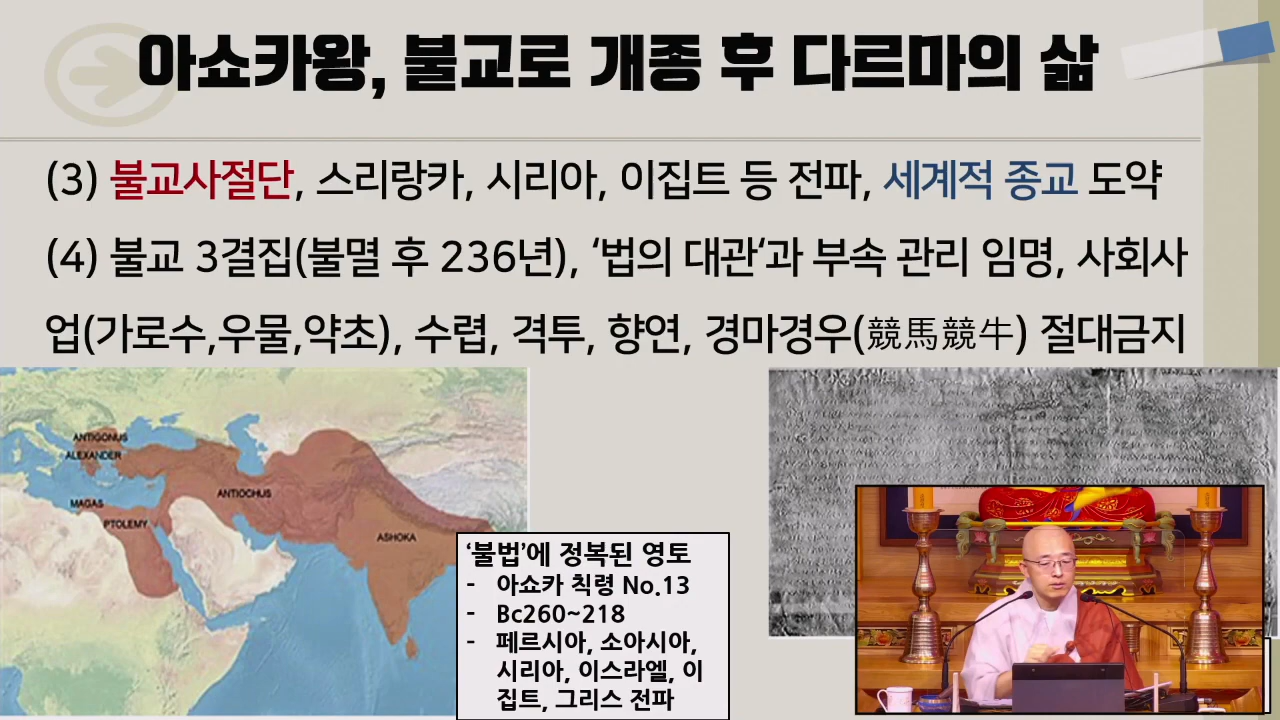 아쇼카왕, 불교로 개종 후 다르마의 삶
(3) 불교사절단, 스리랑카, 시리아, 이집트 등 전파, 세계적 종교 도약
(4) 불교 3결집(불멸 후 236년), ‘법의 대관‘과 부속 관리 임명, 사회사
업(가로수,우물,약초), 수렵, 격투, 향연, 경마경우(競馬競牛) 절대금지
ANTIGONUS
ALEXANDER
ANTIOCHUS
MAGAS
PTOLEMY
ASHOKA
‘불법’에 정복된 영토
- 아쇼카 칙령 No.13
- Bc260~218
- 페르시아, 소아시아,
시리아, 이스라엘, 이
집트, 그리스 전파